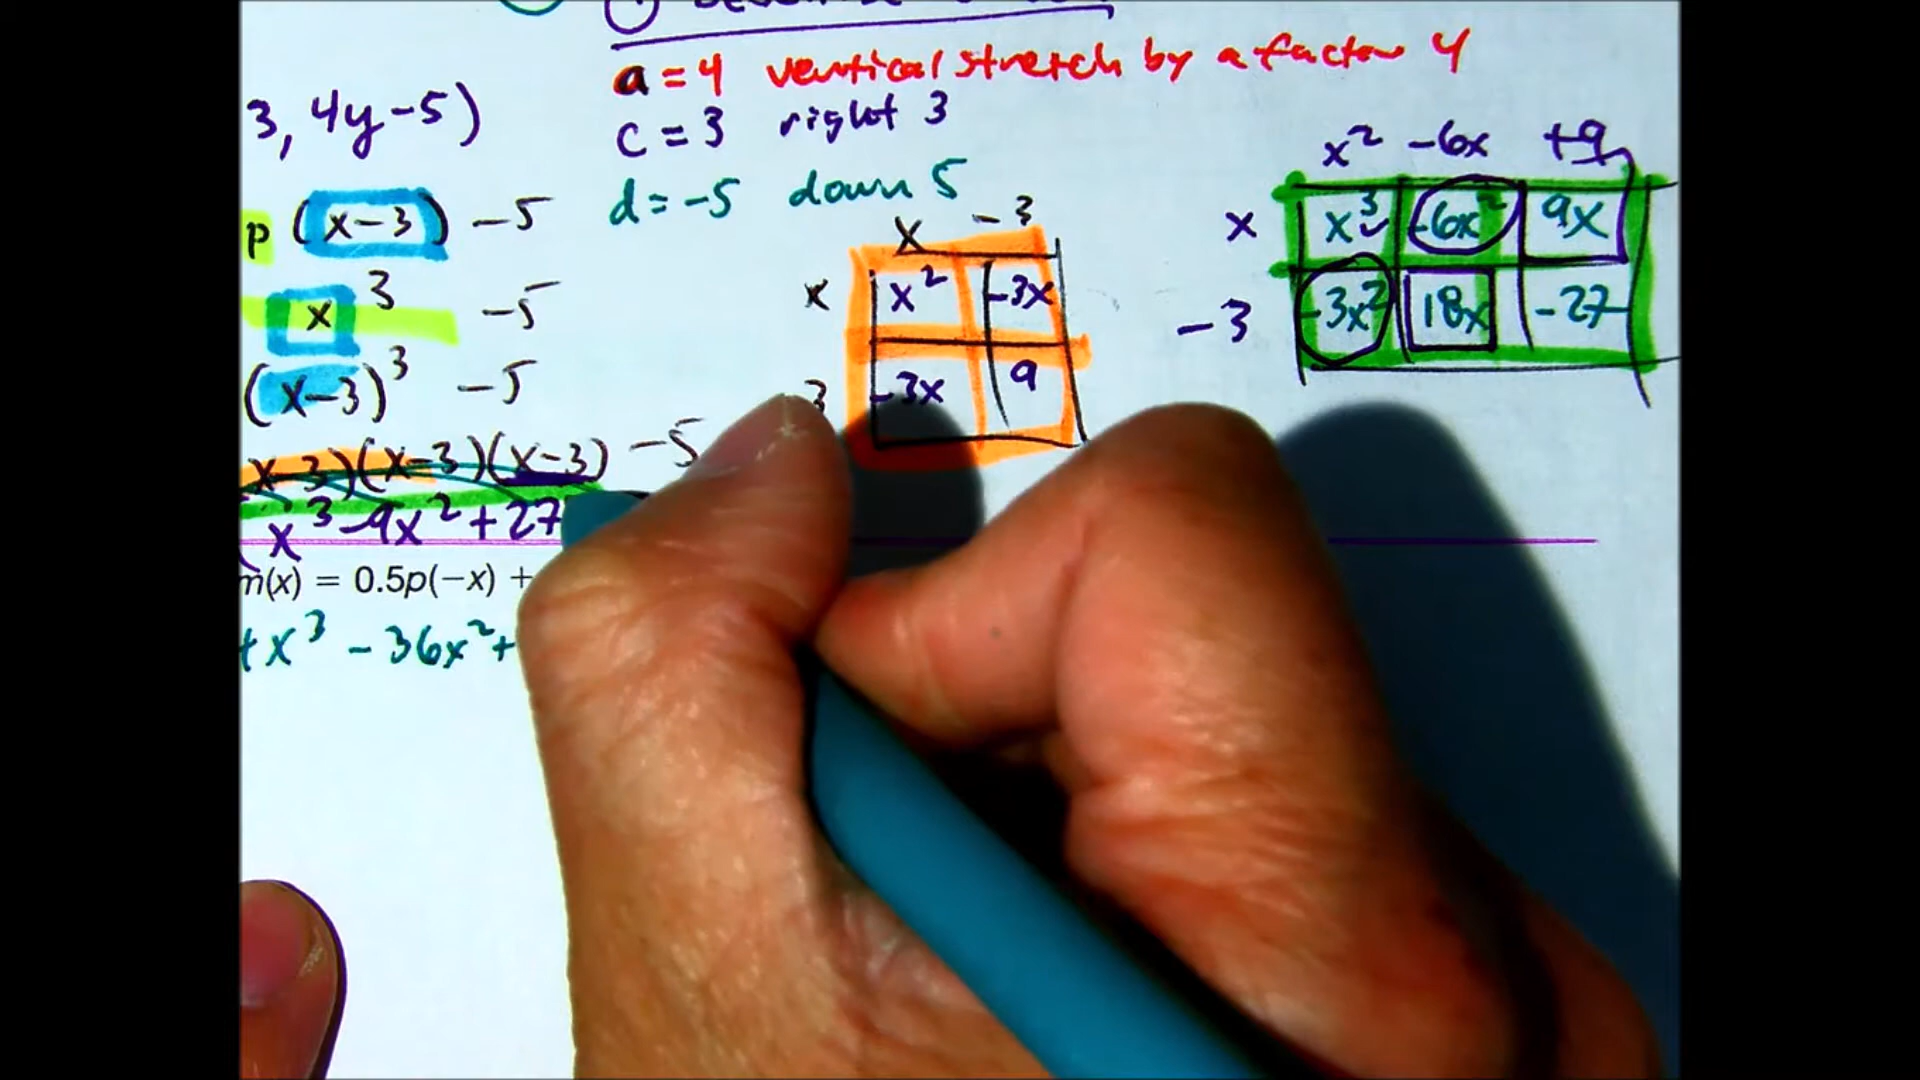 a = 4 vertical stretch by a factor 4
3, 4y-5)
c = 3 right 3
d = -5 down 5
p (x-3) -5
x³ -5
(x-3)³ -5
x-3)(x-3)(x-3) -5
x³-9x²+27
m(x) = 0.5p(-x) +
x³ - 36x²+
x -3
x x² -3x
3 -3x 9
x² -6x +9
x x³ -6x² 9x
-3 -3x² 18x -27